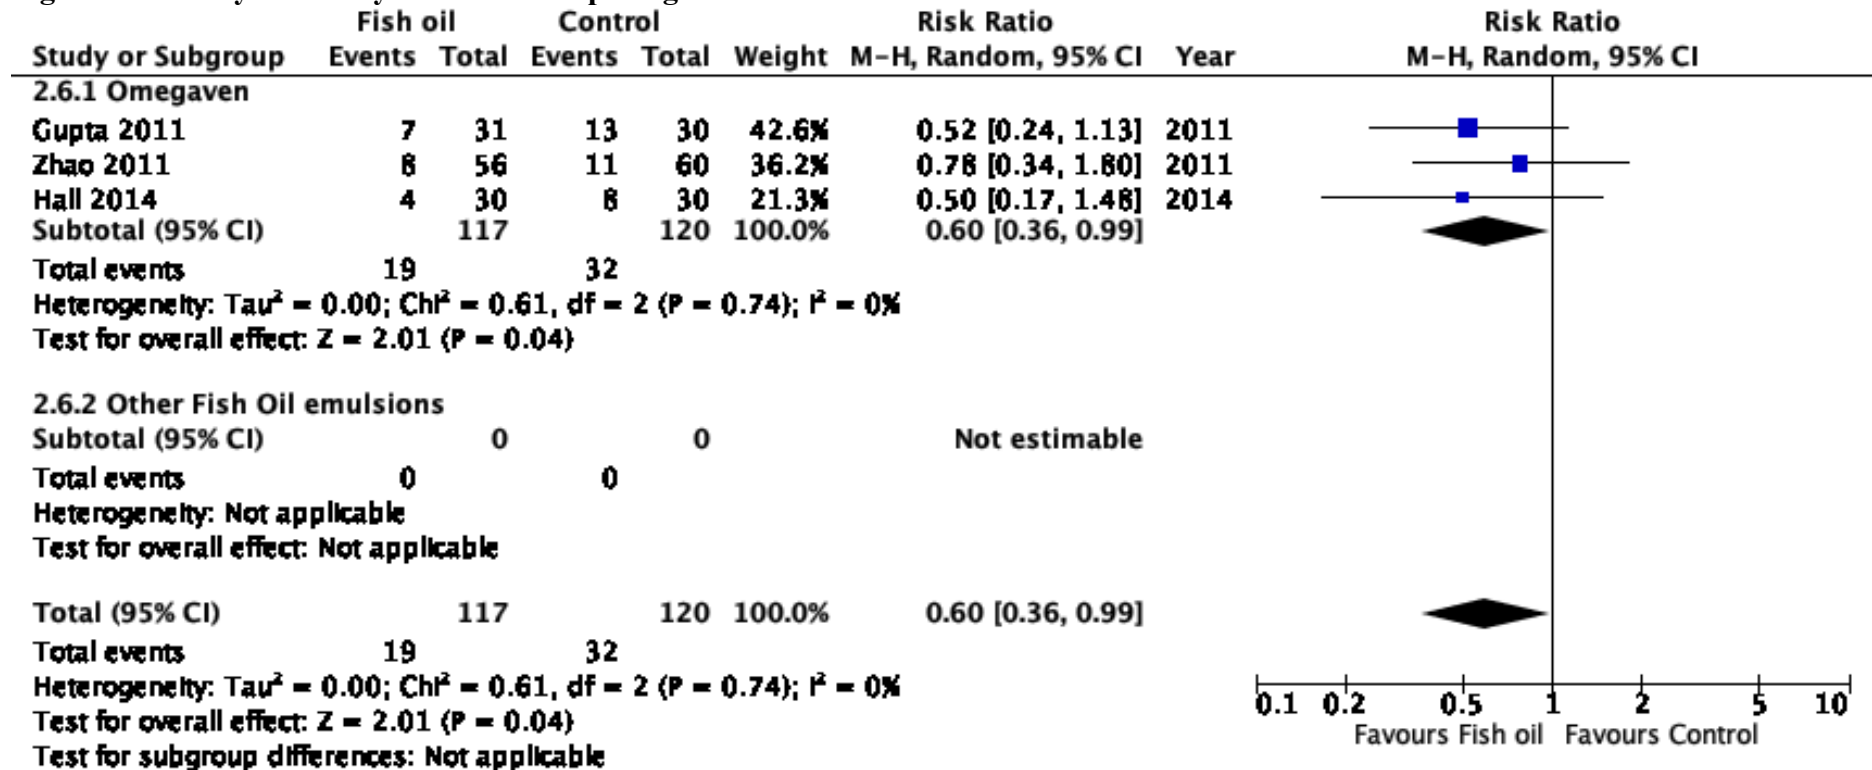 Fish oil Control Risk Ratio Risk Ratio
Study or Subgroup Events Total Events Total Weight M-H, Random, 95% CI Year M-H, Random, 95% CI
2.6.1 Omegaven
Gupta 2011 7 31 13 30 42.6% 0.52 [0.24, 1.13] 2011
Zhao 2011 8 56 11 60 36.2% 0.78 [0.34, 1.80] 2011
Hall 2014 4 30 8 30 21.3% 0.50 [0.17, 1.48] 2014
Subtotal (95% CI) 117 120 100.0% 0.60 [0.36, 0.99]
Total events 19 32
Heterogeneity: Tau² = 0.00; Chi² = 0.61, df = 2 (P = 0.74); I² = 0%
Test for overall effect: Z = 2.01 (P = 0.04)
2.6.2 Other Fish Oil emulsions
Subtotal (95% CI) 0 0 Not estimable
Total events 0 0
Heterogeneity: Not applicable
Test for overall effect: Not applicable
Total (95% CI) 117 120 100.0% 0.60 [0.36, 0.99]
Total events 19 32
Heterogeneity: Tau² = 0.00; Chi² = 0.61, df = 2 (P = 0.74); I² = 0%
Test for overall effect: Z = 2.01 (P = 0.04)
Test for subgroup differences: Not applicable
0.1 0.2 0.5 1 2 5 10
Favours Fish oil Favours Control